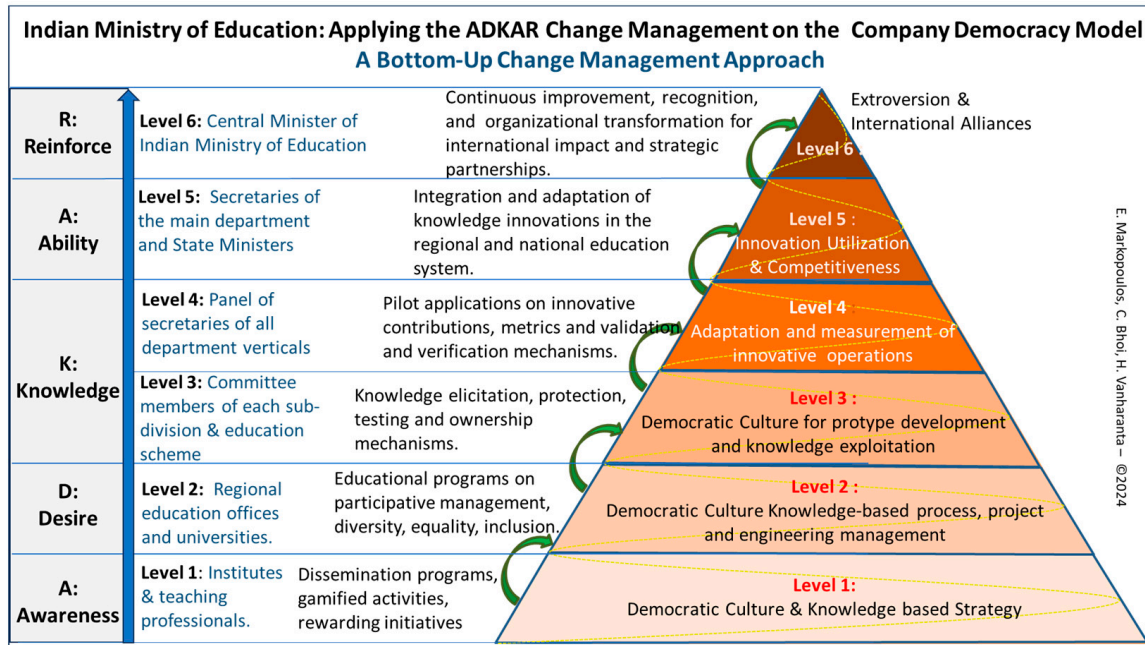 Indian Ministry of Education: Applying the ADKAR Change Management on the Company Democracy Model
A Bottom-Up Change Management Approach
R:
Reinforce
Level 6: Central Minister of
Indian Ministry of Education
Continuous improvement, recognition,
and organizational transformation for
international impact and strategic
partnerships.
Level 6 :
Extroversion &
International Alliances
A:
Ability
Level 5: Secretaries of
the main department
and State Ministers
Integration and adaptation of
knowledge innovations in the
regional and national education
system.
Level 5 :
Innovation Utilization
& Competitiveness
K:
Knowledge
Level 4: Panel of
secretaries of all
department verticals
Pilot applications on innovative
contributions, metrics and validation
and verification mechanisms.
Level 4 :
Adaptation and measurement of
innovative operations
Level 3: Committee
members of each sub-
division & education
scheme
Knowledge elicitation, protection,
testing and ownership
mechanisms.
Level 3 :
Democratic Culture for protype development
and knowledge exploitation
D:
Desire
Level 2: Regional
education offices
and universities.
Educational programs on
participative management,
diversity, equality, inclusion.
Level 2 :
Democratic Culture Knowledge-based process, project
and engineering management
A:
Awareness
Level 1: Institutes
& teaching
professionals.
Dissemination programs,
gamified activities,
rewarding initiatives
Level 1:
Democratic Culture & Knowledge based Strategy
E. Markopoulos, C. Bhoi, H. Vanharanta – ©2024